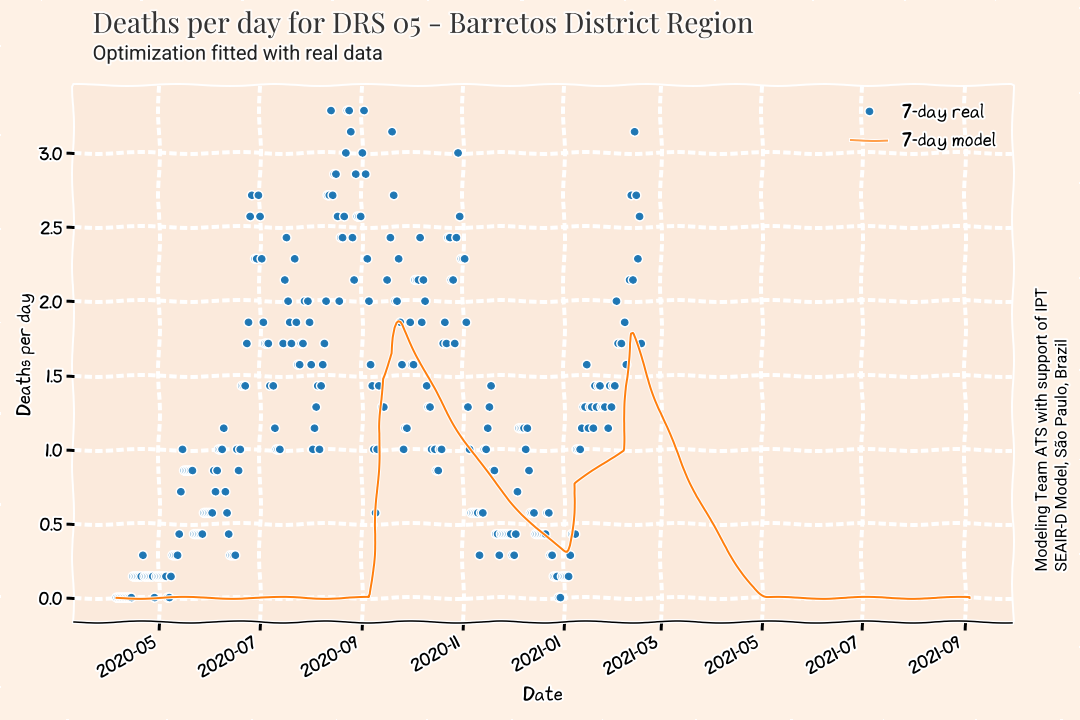 Deaths per day for DRS 05 - Barretos District Region
Optimization fitted with real data
7-day real
7-day model
3.0
2.5
2.0
1.5
1.0
0.5
0.0
Deaths per day
2020-05
2020-07
2020-09
2020-11
2021-01
2021-03
2021-05
2021-07
2021-09
Date
Modeling Team ATS with support of IPT
SEAIR-D Model, São Paulo, Brazil